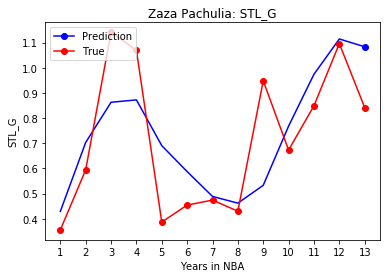 Zaza Pachulia: STL_G
Prediction
True
1.1
1.0
0.9
0.8
0.7
0.6
0.5
0.4
STL_G
1 2 3 4 5 6 7 8 9 10 11 12 13
Years in NBA